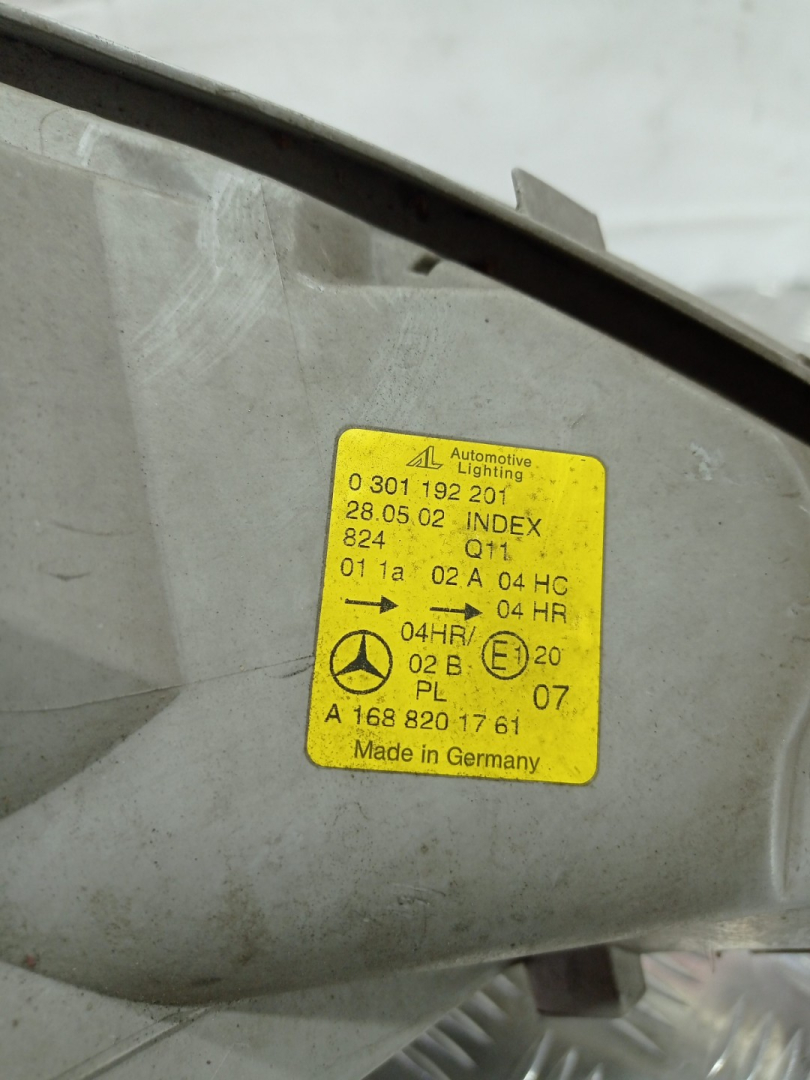 AL Automotive
Lighting
0 301 192 201
28.05.02 INDEX
824 Q11
01 1a 02 A 04 HC
→ → 04 HR
04HR/ E1 20
02 B
PL 07
A 168 820 17 61
Made in Germany